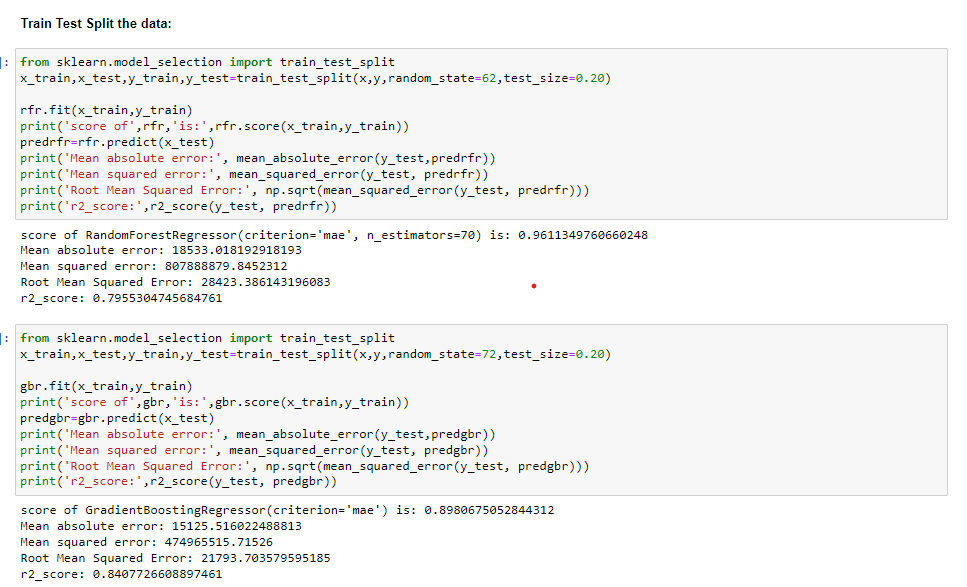 Train Test Split the data:
]: from sklearn.model_selection import train_test_split
x_train,x_test,y_train,y_test=train_test_split(x,y,random_state=62,test_size=0.20)
rfr.fit(x_train,y_train)
print('score of',rfr,'is:',rfr.score(x_train,y_train))
predrfr=rfr.predict(x_test)
print('Mean absolute error:', mean_absolute_error(y_test,predrfr))
print('Mean squared error:', mean_squared_error(y_test, predrfr))
print('Root Mean Squared Error:', np.sqrt(mean_squared_error(y_test, predrfr)))
print('r2_score:',r2_score(y_test, predrfr))
score of RandomForestRegressor(criterion='mae', n_estimators=70) is: 0.9611349760660248
Mean absolute error: 18533.018192918193
Mean squared error: 807888879.8452312
Root Mean Squared Error: 28423.386143196083
r2_score: 0.7955304745684761
]: from sklearn.model_selection import train_test_split
x_train,x_test,y_train,y_test=train_test_split(x,y,random_state=72,test_size=0.20)
gbr.fit(x_train,y_train)
print('score of',gbr,'is:',gbr.score(x_train,y_train))
predgbr=gbr.predict(x_test)
print('Mean absolute error:', mean_absolute_error(y_test,predgbr))
print('Mean squared error:', mean_squared_error(y_test, predgbr))
print('Root Mean Squared Error:', np.sqrt(mean_squared_error(y_test, predgbr)))
print('r2_score:',r2_score(y_test, predgbr))
score of GradientBoostingRegressor(criterion='mae') is: 0.8980675052844312
Mean absolute error: 15125.516022488813
Mean squared error: 474965515.71526
Root Mean Squared Error: 21793.703579595185
r2_score: 0.8407726608897461